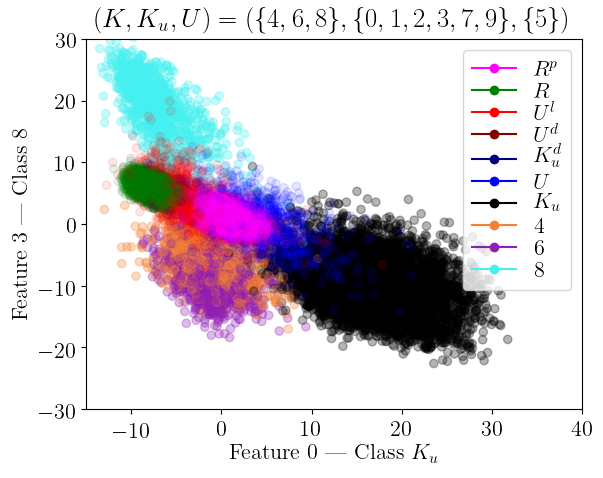 (K, K_u, U) = ({4, 6, 8}, {0, 1, 2, 3, 7, 9}, {5})
R^p
R
U^l
U^d
K_u^d
U
K_u
4
6
8
Feature 3 — Class 8
30
20
10
0
−10
−20
−30
−10
0
10
20
30
40
Feature 0 — Class K_u